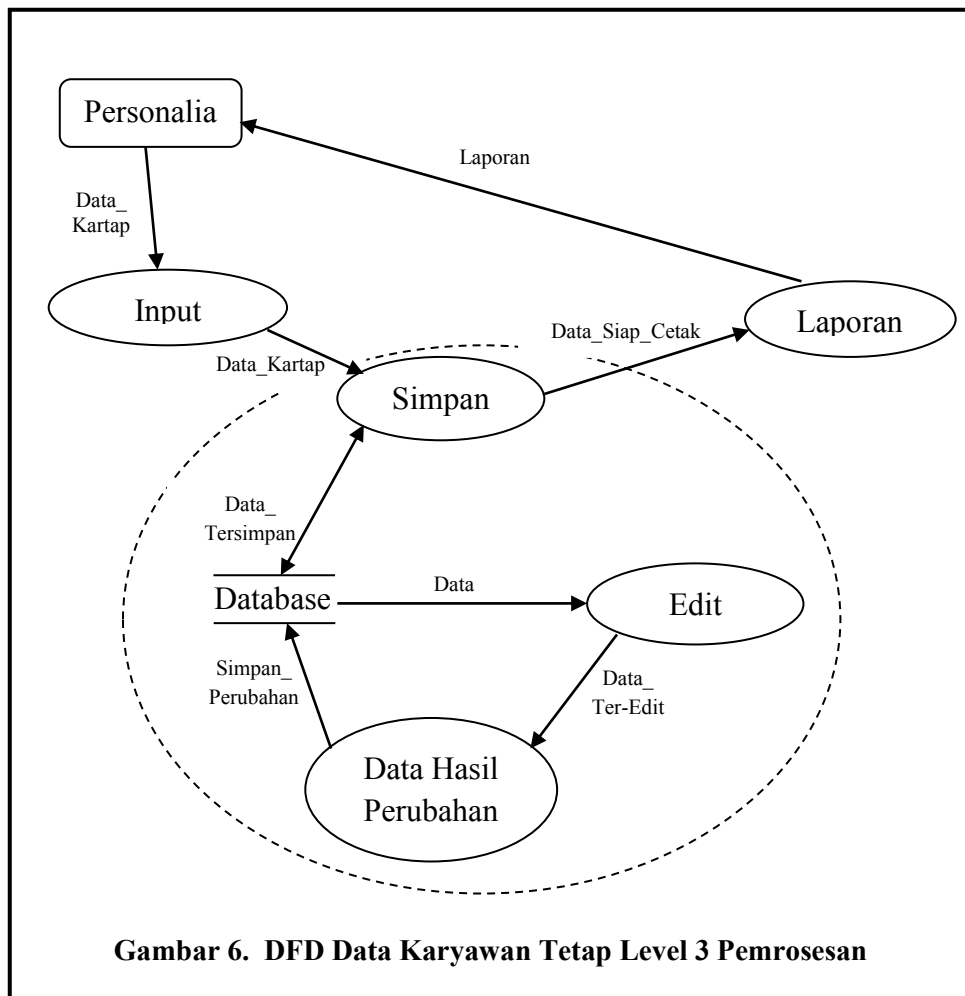 Personalia
Laporan
Data_
Kartap
Input
Data_Siap_Cetak
Laporan
Data_Kartap
Simpan
Data_
Tersimpan
Database
Data
Edit
Simpan_
Perubahan
Data_
Ter-Edit
Data Hasil
Perubahan
Gambar 6.  DFD Data Karyawan Tetap Level 3 Pemrosesan